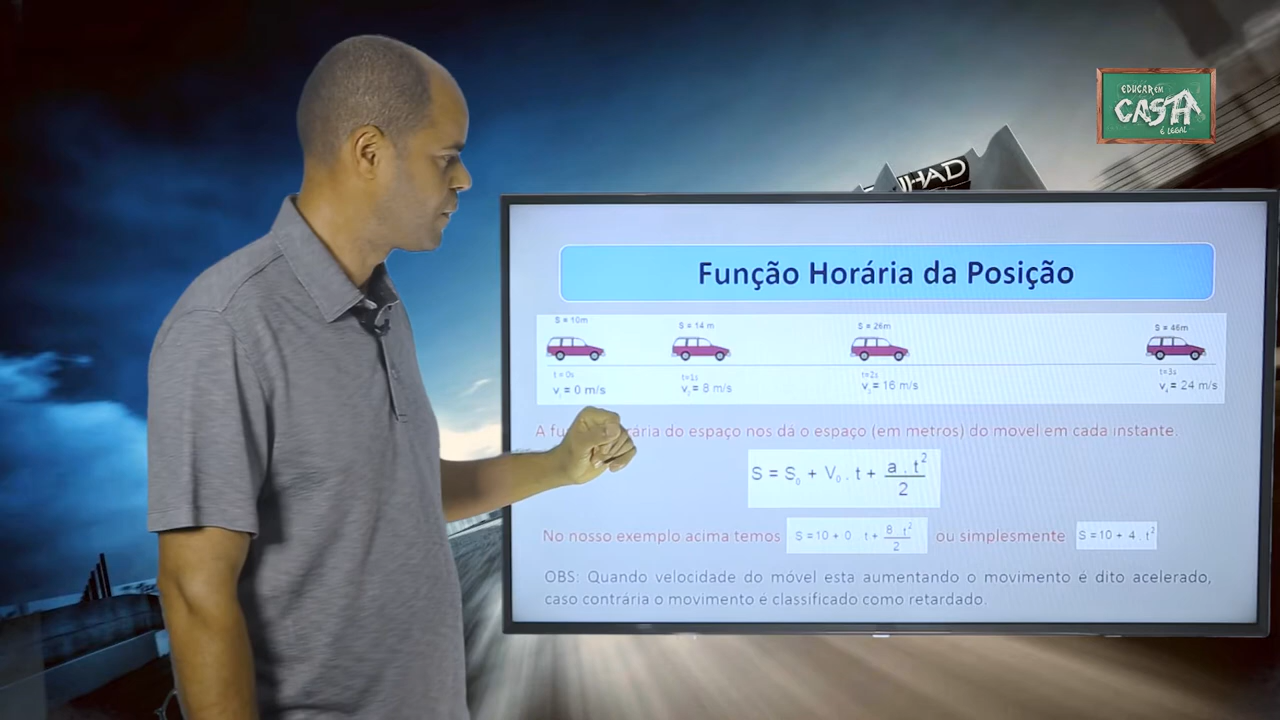 EDUCAR EM
CASA
É LEGAL
HAD
Função Horária da Posição
S = 10m S = 14 m S = 26m S = 46m
t = 0s t=1s t=2s t=3s
v₁= 0 m/s v₂= 8 m/s v₃= 16 m/s v₄= 24 m/s
A fu rária do espaço nos dá o espaço (em metros) do movel em cada instante.
S = S₀ + V₀ . t + a . t² / 2
No nosso exemplo acima temos S = 10 + 0 t + 8 t² / 2 ou simplesmente S = 10 + 4 . t²
OBS: Quando velocidade do móvel esta aumentando o movimento é dito acelerado,
caso contrária o movimento é classificado como retardado.